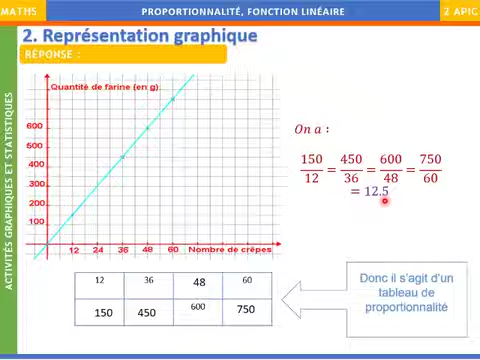 MATHS
PROPORTIONNALITÉ, FONCTION LINÉAIRE
2 APIC
2. Représentation graphique
RÉPONSE :
ACTIVITÉS GRAPHIQUES ET STATISTIQUES
Quantité de farine (en g)
600
500
400
300
200
100
12 24 36 48 60 Nombre de crêpes
On a :
150/12 = 450/36 = 600/48 = 750/60
= 12.5
12 36 48 60
150 450 600 750
Donc il s'agit d'un
tableau de
proportionnalité